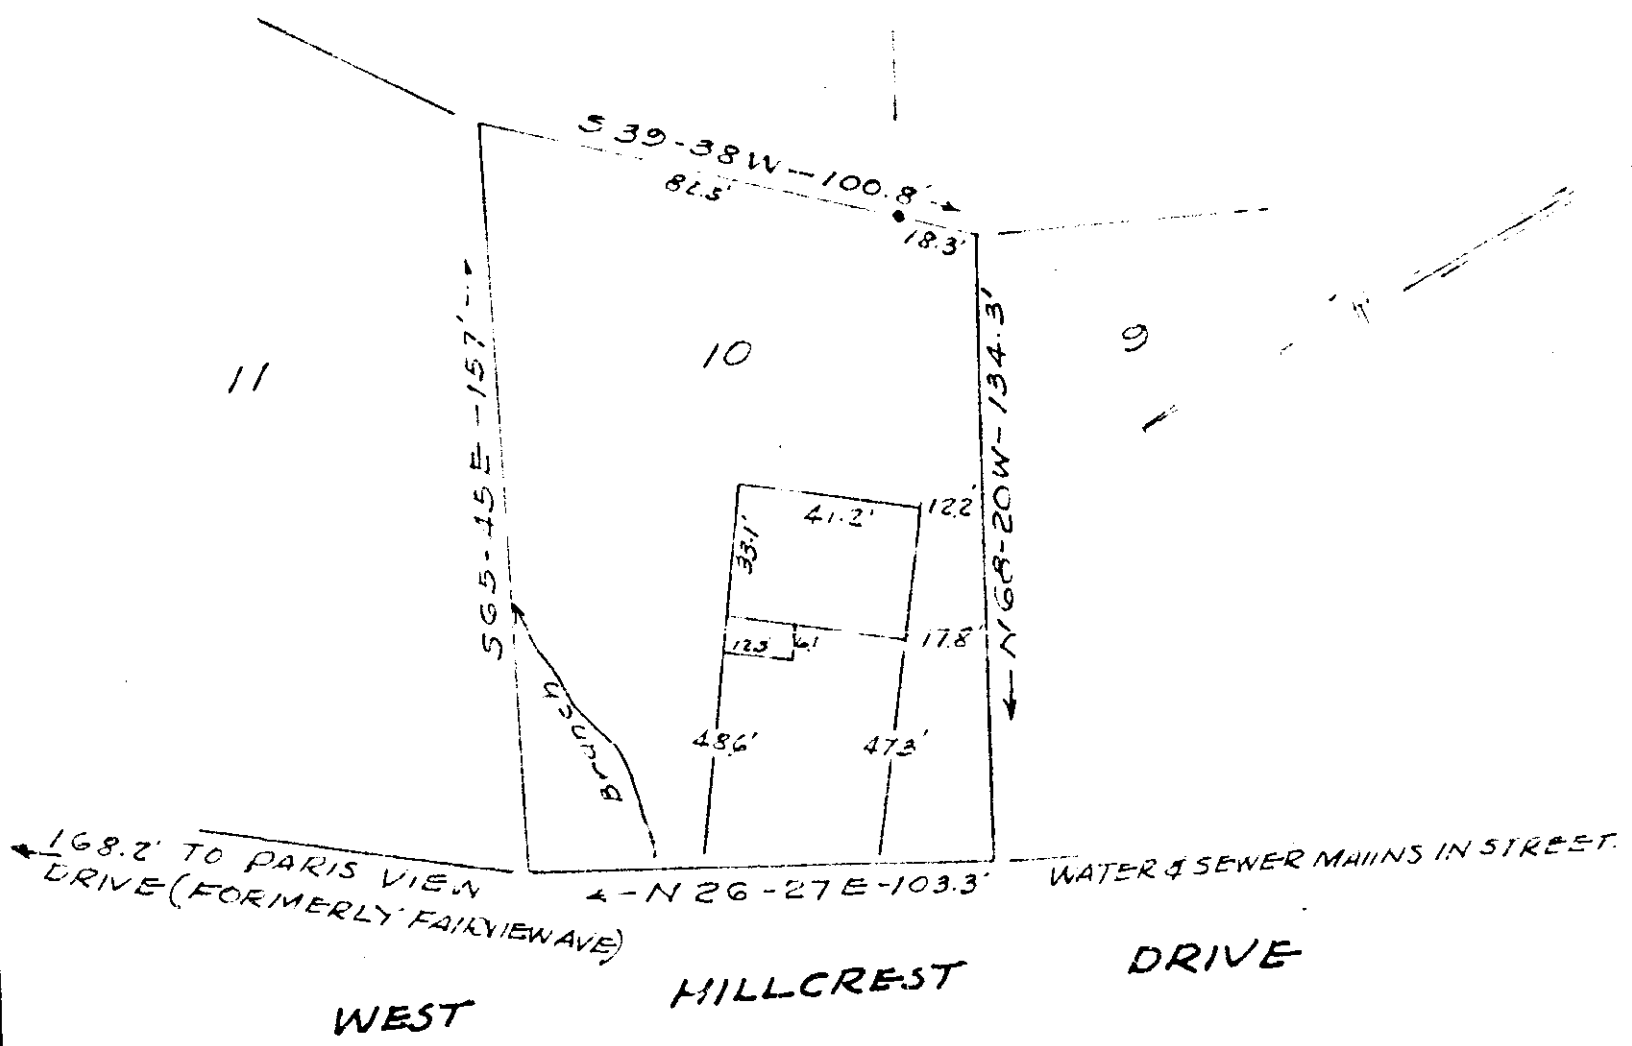 S 39-38 W -- 100.8'
82.5'
18.3'
11
10
9
S 65-45 E - 157'
N 68-20 W - 134.3'
41.2'
12.2'
33.1'
12.3
6.1
17.8'
48.6'
47.3'
BRANCH
168.2' TO PARIS VIEW
DRIVE (FORMERLY FAIRVIEW AVE)
N 26-27 E - 103.3'
WATER & SEWER MAINS IN STREET.
WEST HILLCREST DRIVE